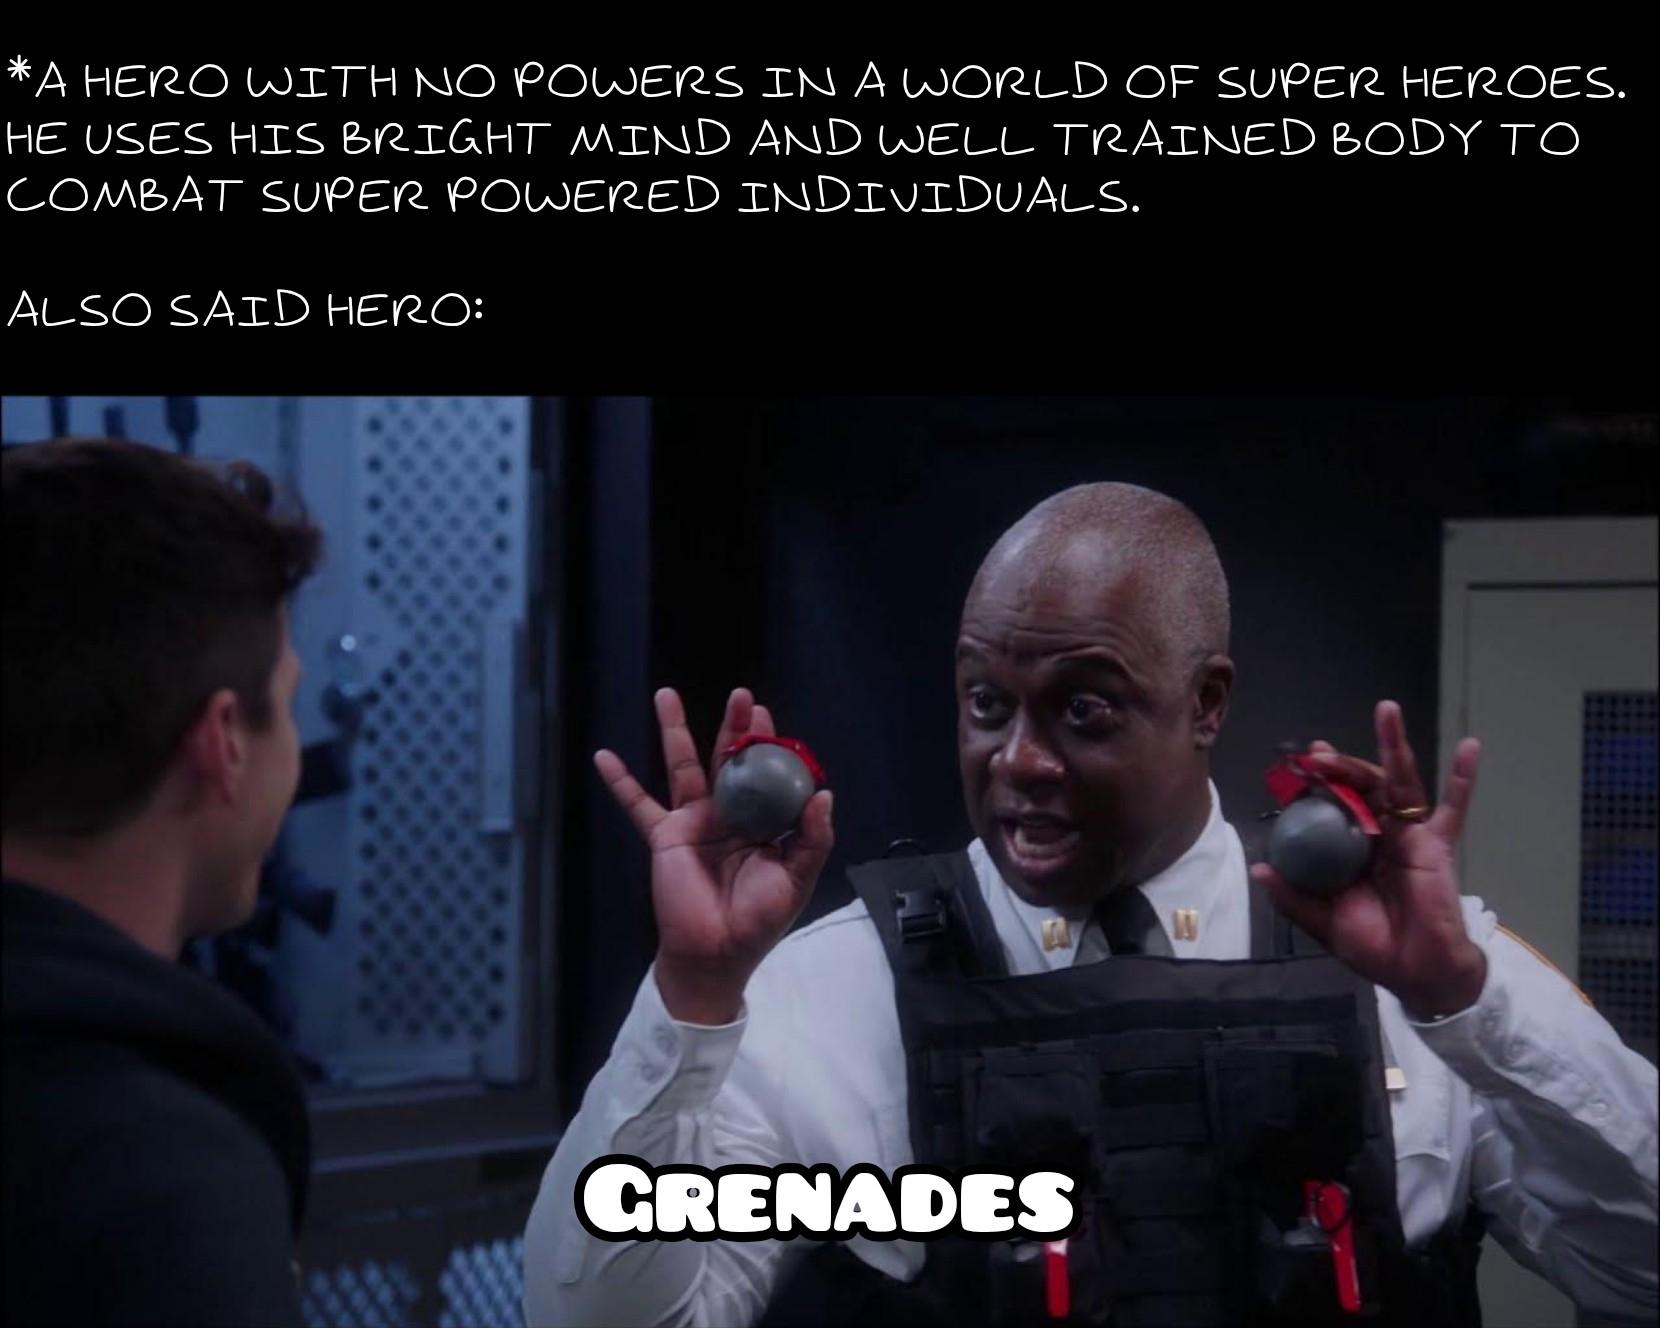 *A HERO WITH NO POWERS IN A WORLD OF SUPER HEROES.
HE USES HIS BRIGHT MIND AND WELL TRAINED BODY TO
COMBAT SUPER POWERED INDIVIDUALS.
ALSO SAID HERO:
GRENADES